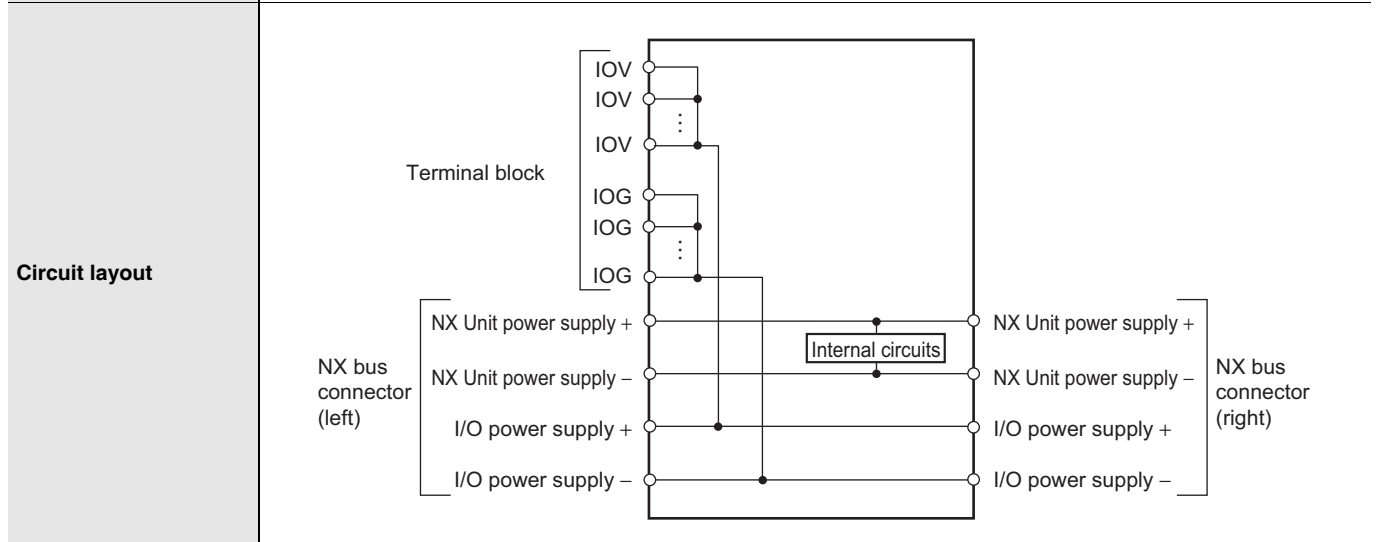 Circuit layout
Terminal block
IOV
IOV
⋮
IOV
IOG
IOG
⋮
IOG
NX bus
connector
(left)
NX Unit power supply +
NX Unit power supply −
I/O power supply +
I/O power supply −
Internal circuits
NX Unit power supply +
NX Unit power supply −
I/O power supply +
I/O power supply −
NX bus
connector
(right)